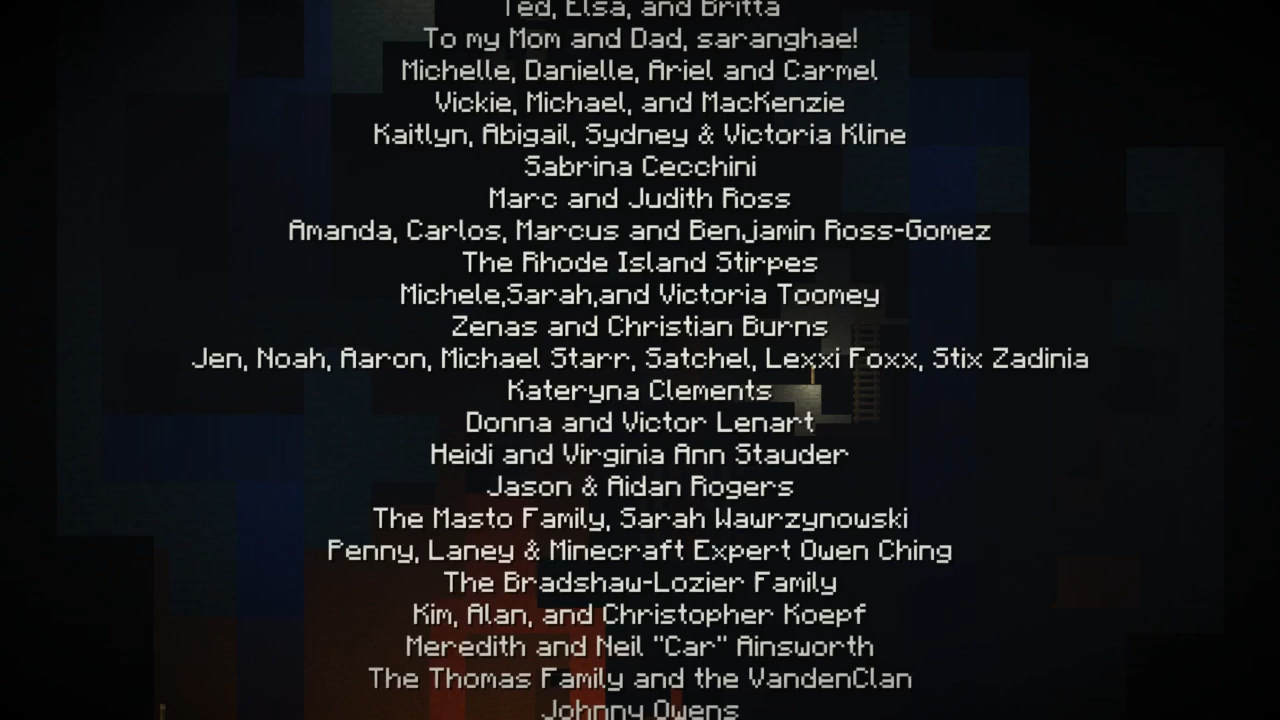 Ted, Elsa, and Britta
To my Mom and Dad, saranghae!
Michelle, Danielle, Ariel and Carmel
Vickie, Michael, and MacKenzie
Kaitlyn, Abigail, Sydney & Victoria Kline
Sabrina Cecchini
Marc and Judith Ross
Amanda, Carlos, Marcus and Benjamin Ross-Gomez
The Rhode Island Stirpes
Michele,Sarah,and Victoria Toomey
Zenas and Christian Burns
Jen, Noah, Aaron, Michael Starr, Satchel, Lexxi Foxx, Stix Zadinia
Kateryna Clements
Donna and Victor Lenart
Heidi and Virginia Ann Stauder
Jason & Aidan Rogers
The Masto Family, Sarah Wawrzynowski
Penny, Laney & Minecraft Expert Owen Ching
The Bradshaw-Lozier Family
Kim, Alan, and Christopher Koepf
Meredith and Neil "Car" Ainsworth
The Thomas Family and the VandenClan
Johnny Owens